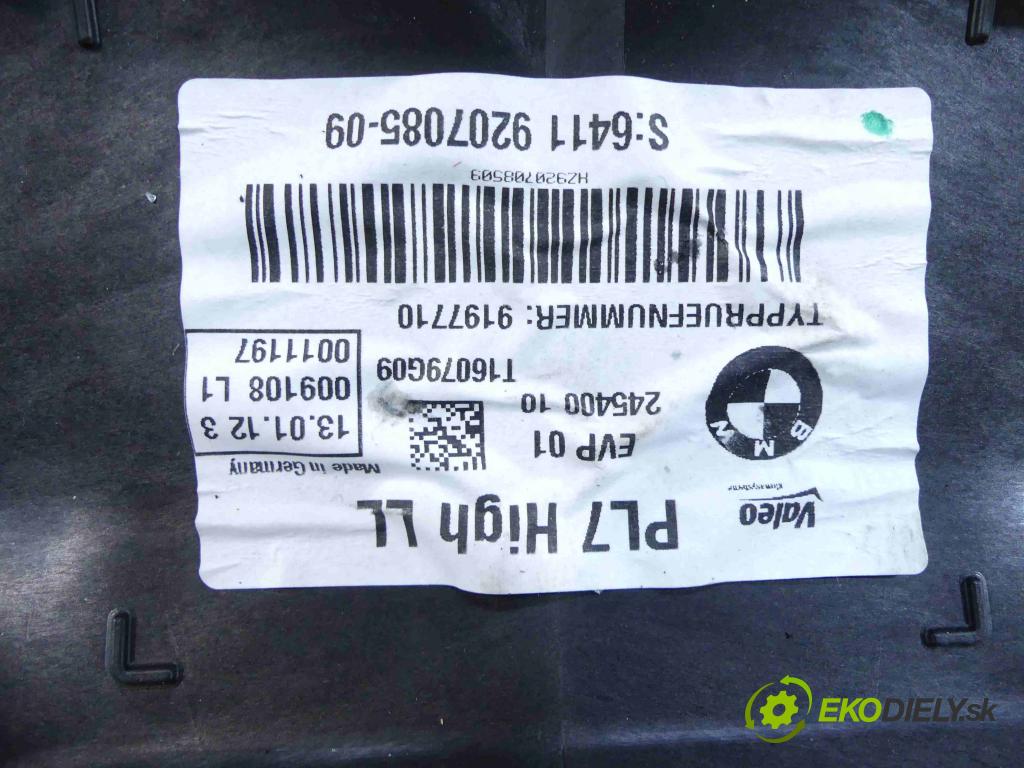 Valeo
Klimasysteme
PL7 High LL
Made in Germany
BMW
EVP 01
245400 10
T16079G09
13.01.12 3
009108 L1
0011197
TYPPRUEFNUMMER: 9197710
HZ920708509
S:6411 9207085-09
EKODIELY.sk